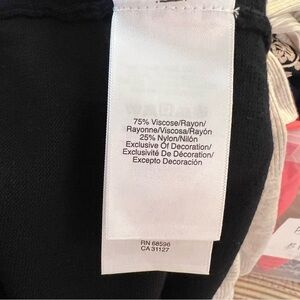 75% Viscose/Rayon/
Rayonne/Viscosa/Rayón
25% Nylon/Nilón
Exclusive Of Decoration/
Exclusivité De Décoration/
Excepto Decoración
RN 68596
CA 31127